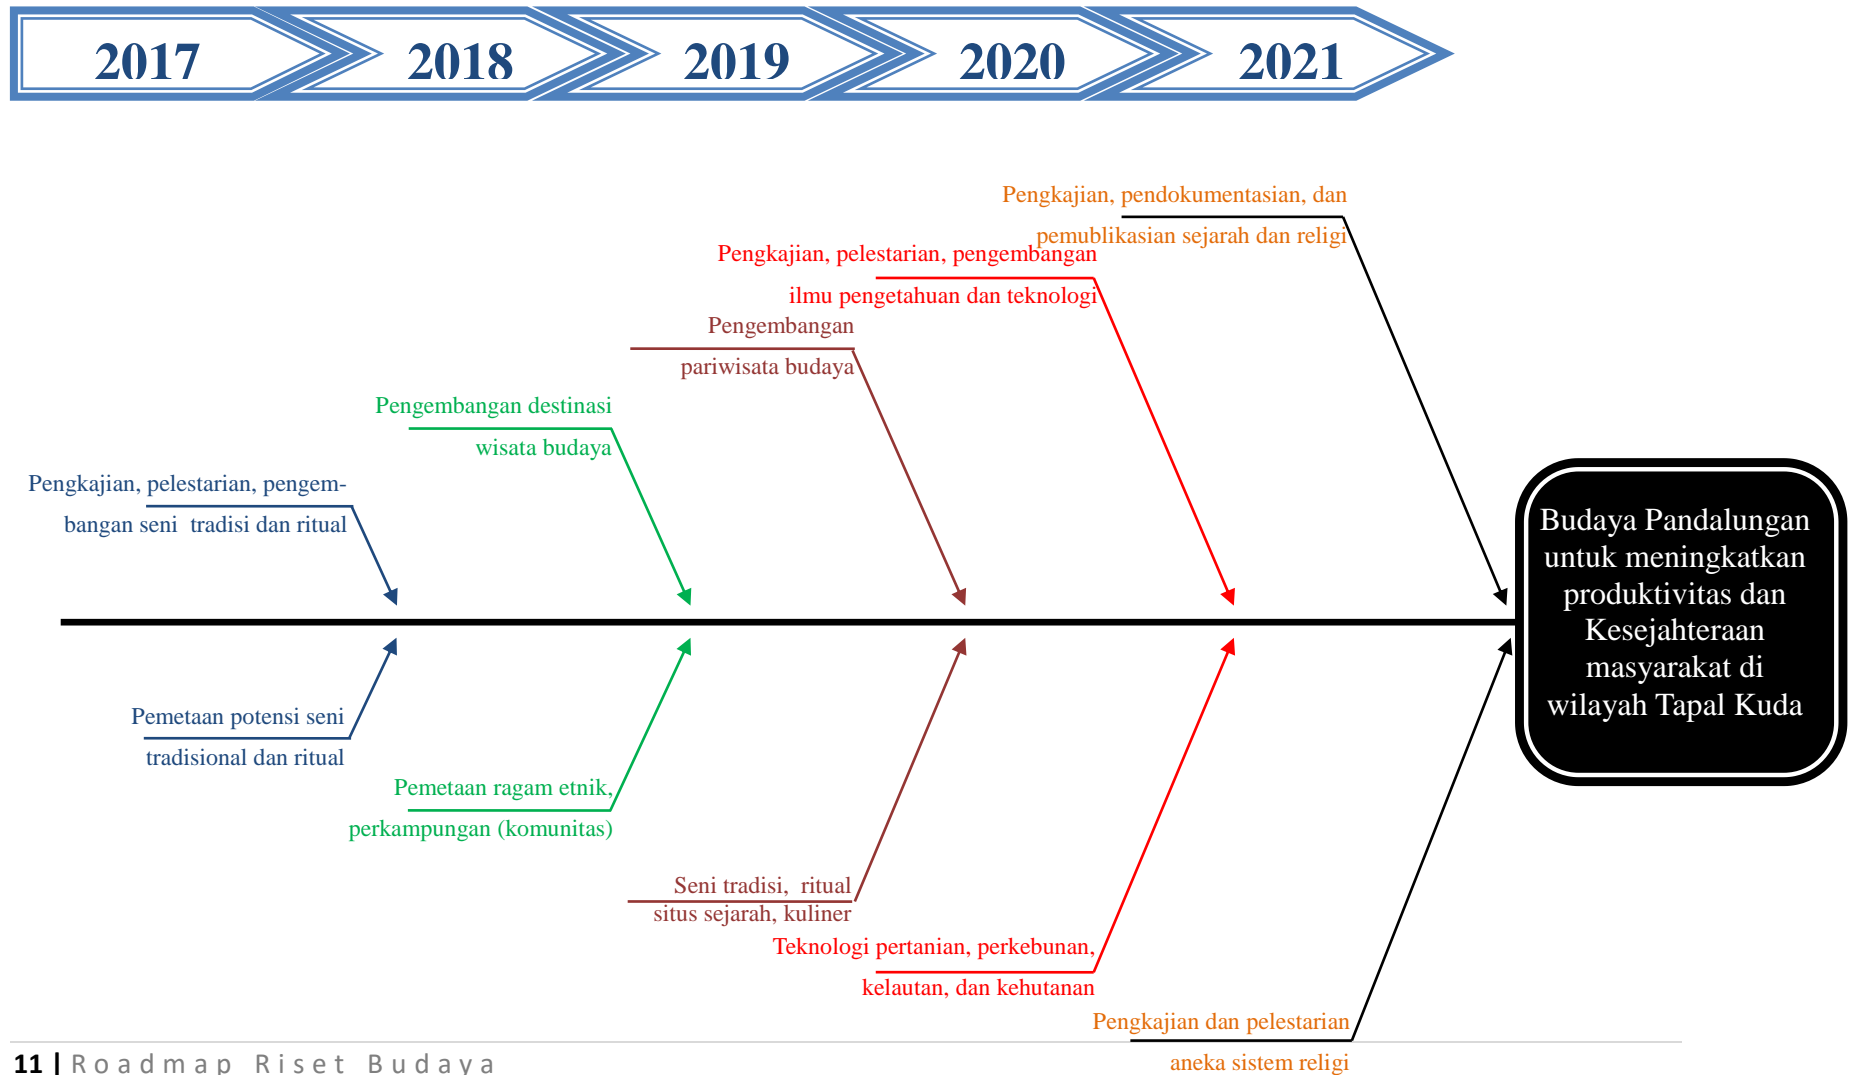 2017
2018
2019
2020
2021
Pengkajian, pendokumentasian, dan
pemublikasian sejarah dan religi
Pengkajian, pelestarian, pengembangan
ilmu pengetahuan dan teknologi
Pengembangan
pariwisata budaya
Pengembangan destinasi
wisata budaya
Pengkajian, pelestarian, pengem-
bangan seni tradisi dan ritual
Budaya Pandalungan
untuk meningkatkan
produktivitas dan
Kesejahteraan
masyarakat di
wilayah Tapal Kuda
Pemetaan potensi seni
tradisional dan ritual
Pemetaan ragam etnik,
perkampungan (komunitas)
Seni tradisi, ritual
situs sejarah, kuliner
Teknologi pertanian, perkebunan,
kelautan, dan kehutanan
Pengkajian dan pelestarian
aneka sistem religi
11 | Roadmap Riset Budaya